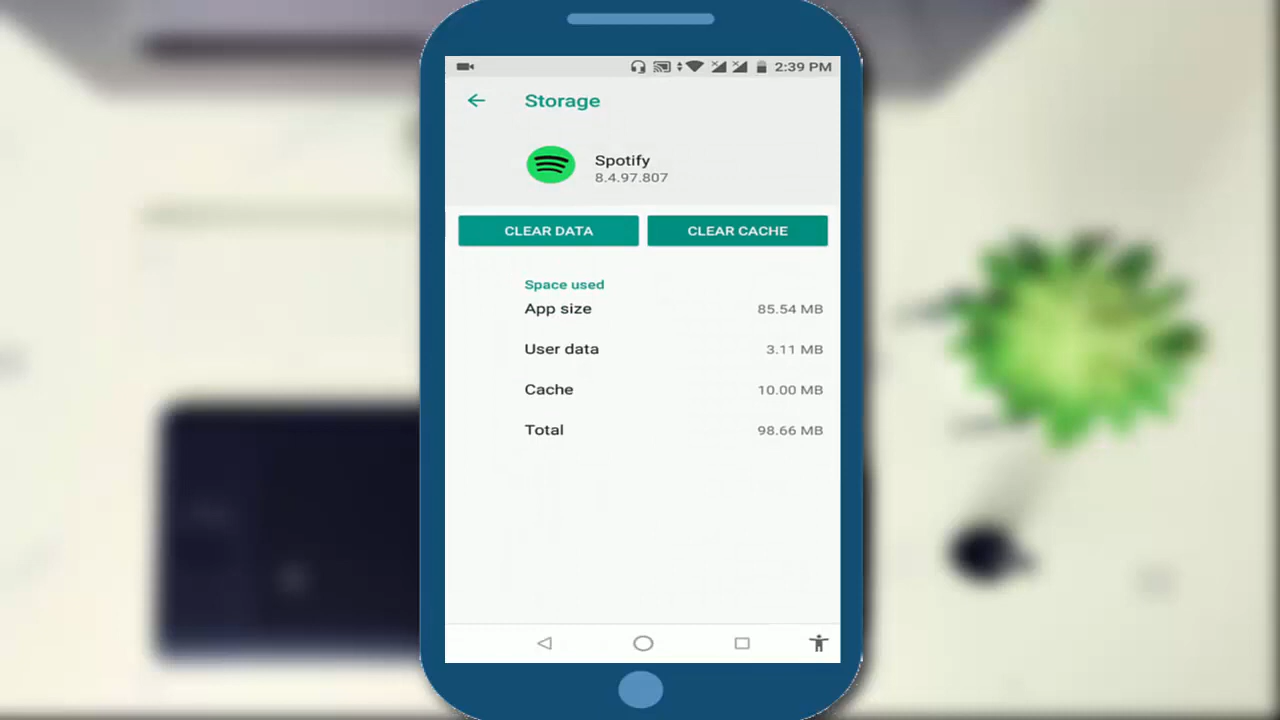 2:39 PM
Storage
Spotify
8.4.97.807
CLEAR DATA CLEAR CACHE
Space used
App size 85.54 MB
User data 3.11 MB
Cache 10.00 MB
Total 98.66 MB